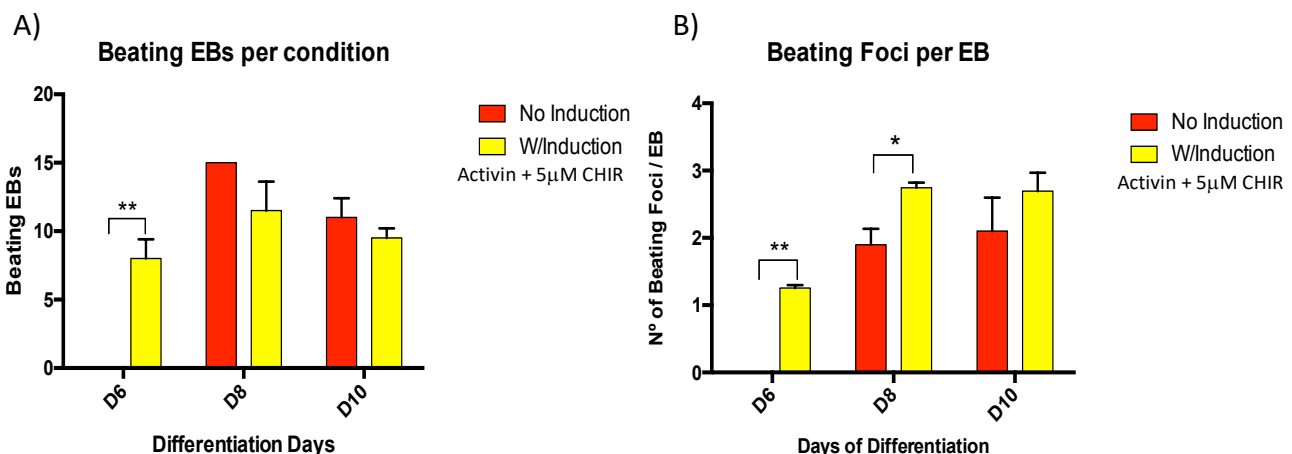 A)
Beating EBs per condition
Beating EBs
20
15
10
5
0
**
D6
D8
D10
Differentiation Days
No Induction
W/Induction
Activin + 5μM CHIR
B)
Beating Foci per EB
Nº of Beating Foci / EB
4
3
2
1
0
**
*
D6
D8
D10
Days of Differentiation
No Induction
W/Induction
Activin + 5μM CHIR